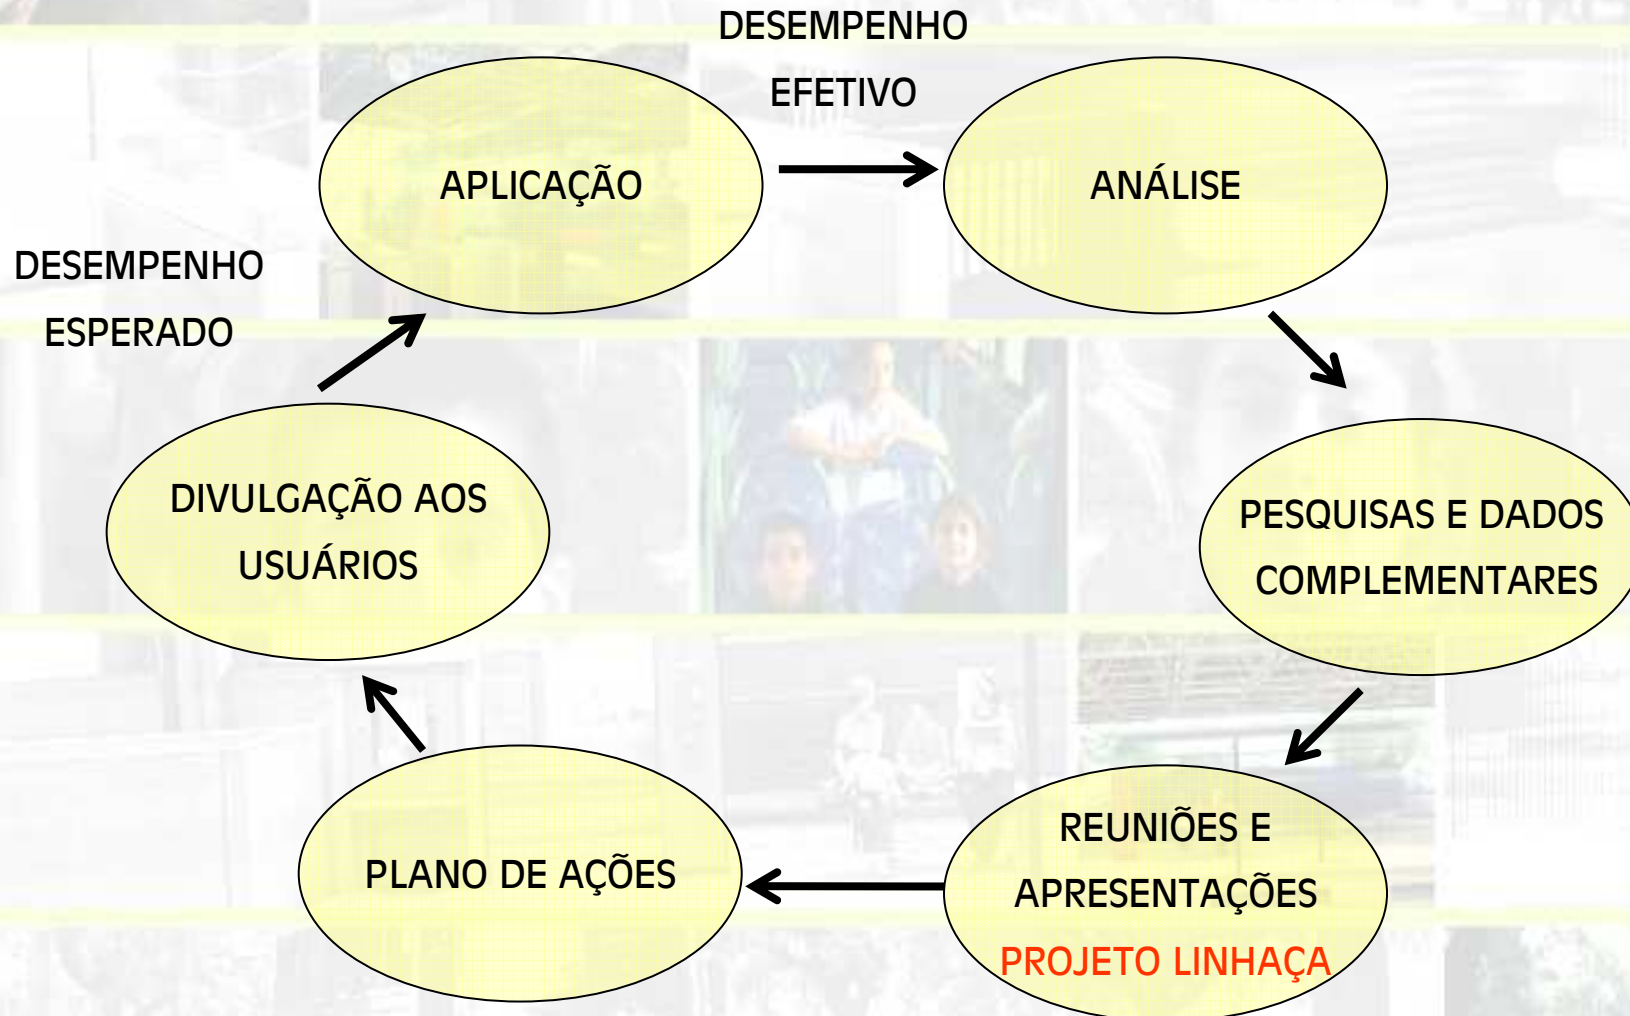 DESEMPENHO
EFETIVO
APLICAÇÃO
ANÁLISE
DESEMPENHO
ESPERADO
DIVULGAÇÃO AOS
USUÁRIOS
PESQUISAS E DADOS
COMPLEMENTARES
PLANO DE AÇÕES
REUNIÕES E
APRESENTAÇÕES
PROJETO LINHAÇA